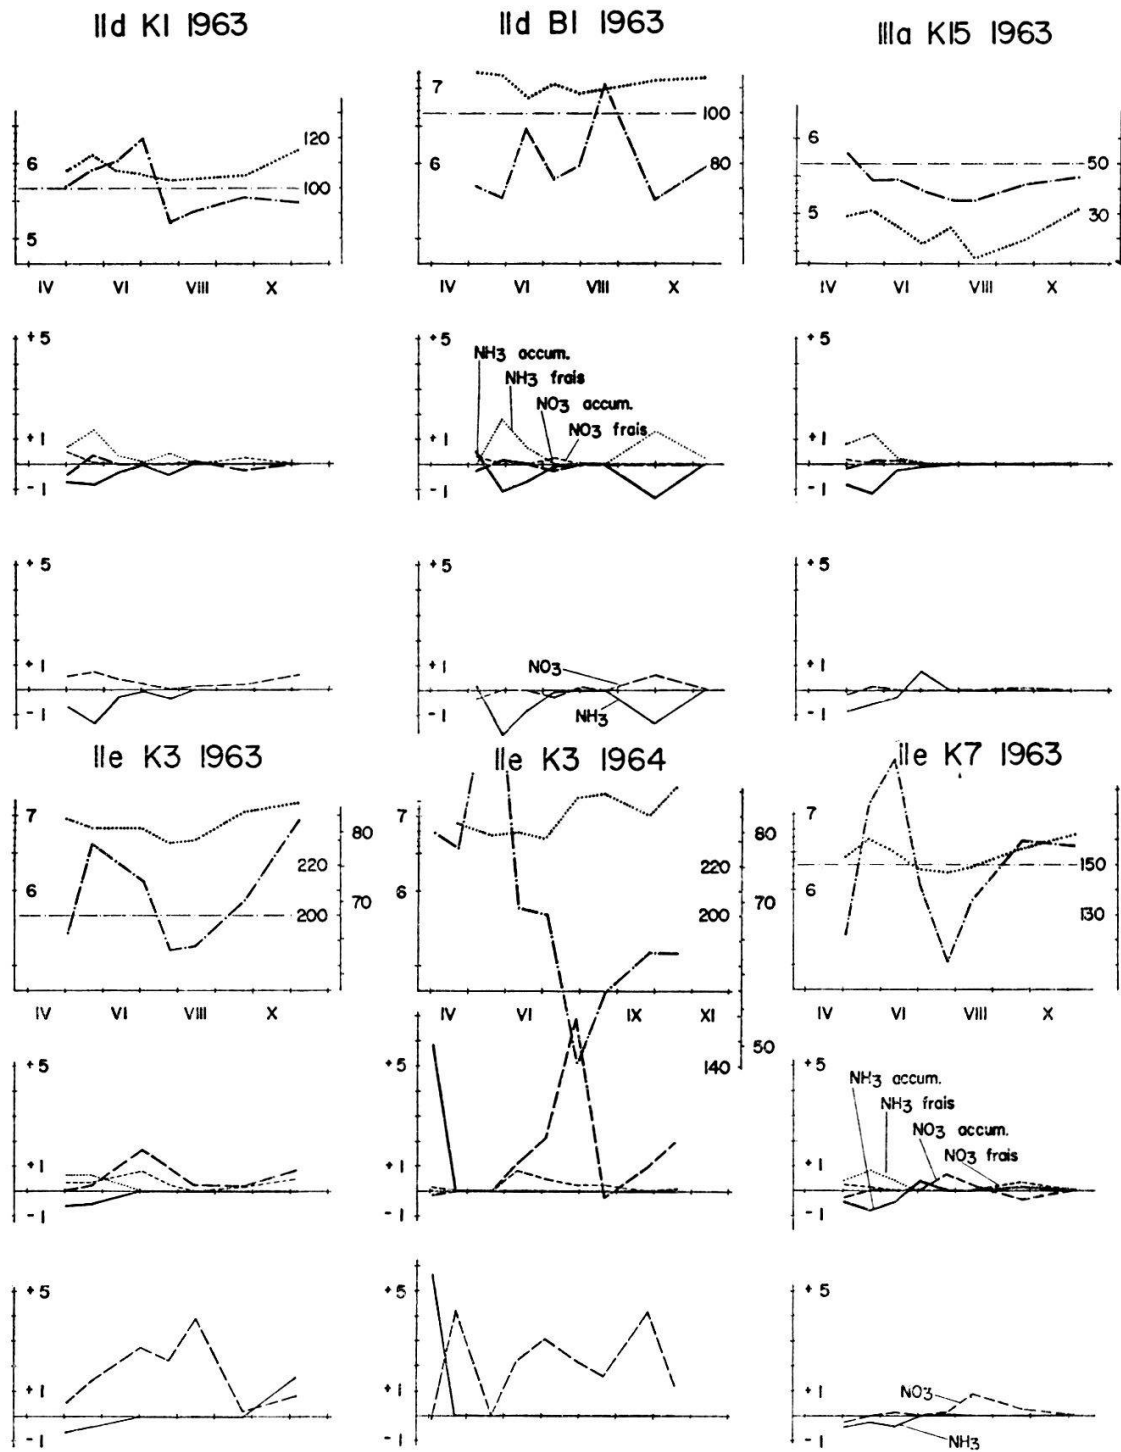 IId K1 1963
6
5
120
100
IV VI VIII X
+5
+1
-1
+5
+1
-1
IId B1 1963
7
6
100
80
IV VI VIII X
+5
NH3 accum.
NH3 frais
NO3 accum.
NO3 frais
+1
-1
+5
+1
-1
NO3
NH3
IIIa K15 1963
6
5
50
30
IV VI VIII X
+5
+1
-1
+5
+1
-1
IIe K3 1963
7
6
80
220
70
200
IV VI VIII X
+5
+1
-1
+5
+1
-1
IIe K3 1964
7
6
80
220
200
70
IV VI IX XI
50
140
+5
+1
-1
+5
+1
-1
IIe K7 1963
7
6
150
130
IV VI VIII X
+5
NH3 accum.
NH3 frais
NO3 accum.
NO3 frais
+1
-1
+5
+1
-1
NO3
NH3